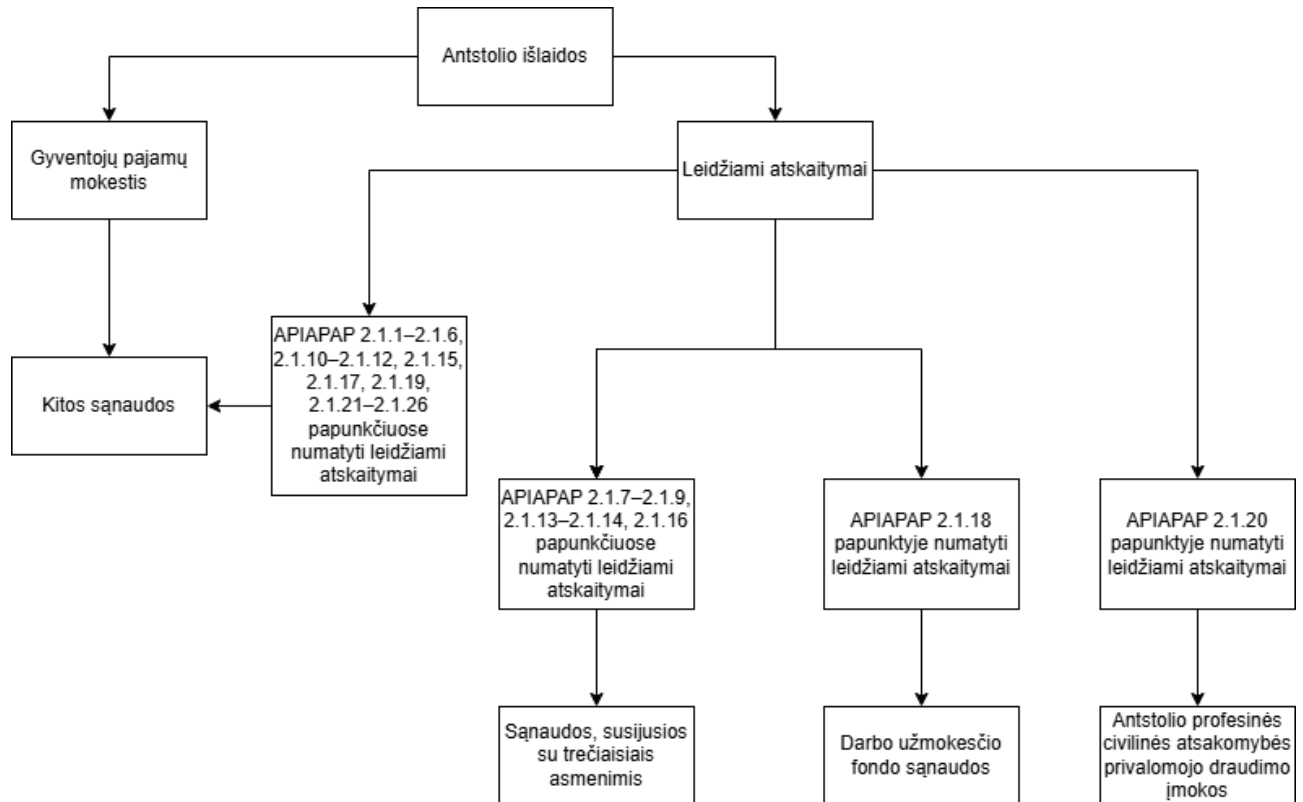 Antstolio išlaidos
Gyventojų pajamų
mokestis
Leidžiami atskaitymai
APIAPAP 2.1.1–2.1.6,
2.1.10–2.1.12, 2.1.15,
2.1.17, 2.1.19,
2.1.21–2.1.26
papunkčiuose
numatyti leidžiami
atskaitymai
Kitos sąnaudos
APIAPAP 2.1.7–2.1.9,
2.1.13–2.1.14, 2.1.16
papunkčiuose
numatyti leidžiami
atskaitymai
APIAPAP 2.1.18
papunktyje numatyti
leidžiami atskaitymai
APIAPAP 2.1.20
papunktyje numatyti
leidžiami atskaitymai
Sąnaudos, susijusios
su trečiaisiais
asmenimis
Darbo užmokesčio
fondo sąnaudos
Antstolio profesinės
civilinės atsakomybės
privalomojo draudimo
įmokos